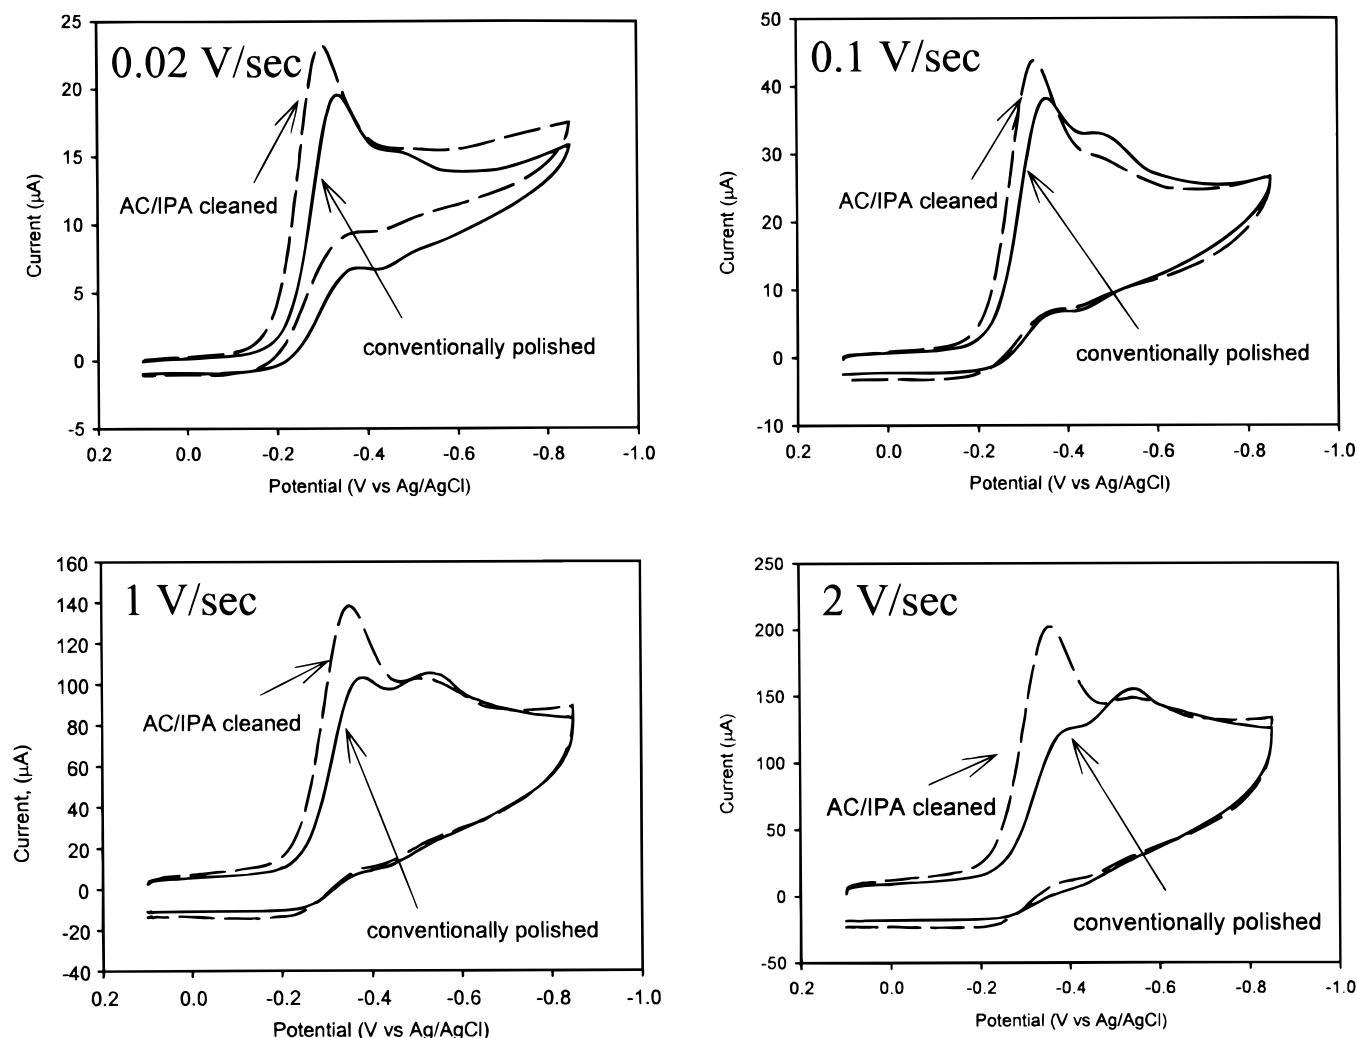 0.02 V/sec
25
20
15
10
5
0
-5
Current (μA)
AC/IPA cleaned
conventionally polished
0.2 0.0 -0.2 -0.4 -0.6 -0.8 -1.0
Potential (V vs Ag/AgCl)
0.1 V/sec
50
40
30
20
10
0
-10
Current (μA)
AC/IPA cleaned
conventionally polished
0.2 0.0 -0.2 -0.4 -0.6 -0.8 -1.0
Potential (V vs Ag/AgCl)
1 V/sec
160
140
120
100
80
60
40
20
0
-20
-40
Current, (μA)
AC/IPA cleaned
conventionally polished
0.2 0.0 -0.2 -0.4 -0.6 -0.8 -1.0
Potential (V vs Ag/AgCl)
2 V/sec
250
200
150
100
50
0
-50
Current (μA)
AC/IPA cleaned
conventionally polished
0.2 0.0 -0.2 -0.4 -0.6 -0.8 -1.0
Potential (V vs Ag/AgCl)